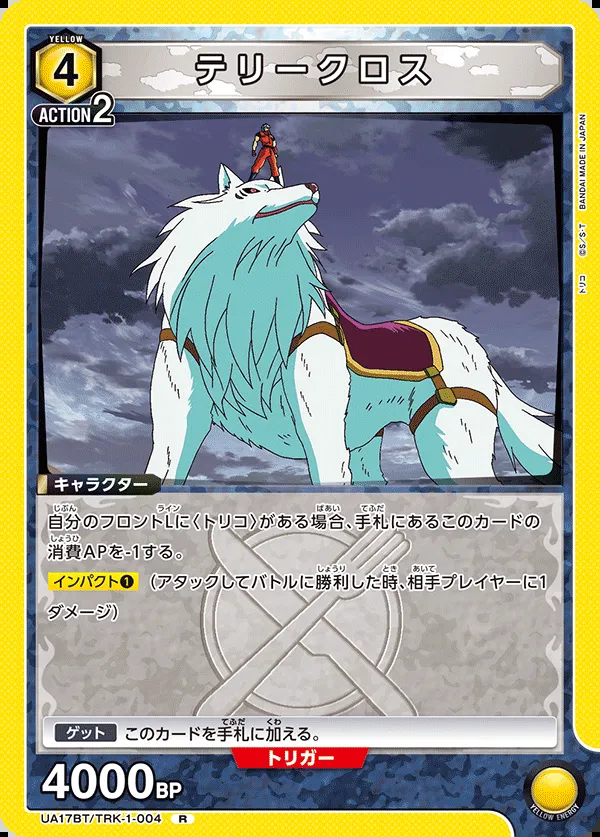 YELLOW
4
テリークロス
ACTION2
BANDAI MADE IN JAPAN
トリコ ©S/S･T
キャラクター
自分のフロントLに〈トリコ〉がある場合、手札にあるこのカードの
消費APを-1する。
インパクト❶ (アタックしてバトルに勝利した時、相手プレイヤーに1
ダメージ)
ゲット このカードを手札に加える。
トリガー
4000BP
YELLOW ENERGY
UA17BT/TRK-1-004 R